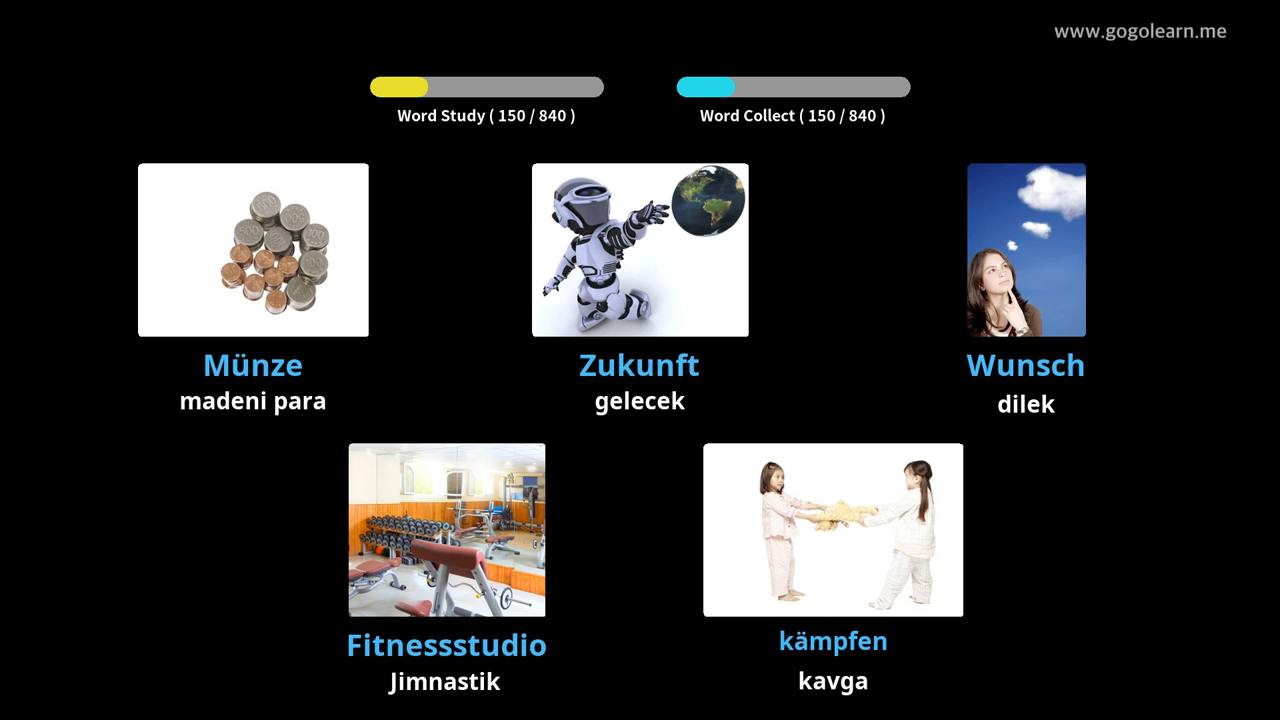 www.gogolearn.me
Word Study ( 150 / 840 )
Word Collect ( 150 / 840 )
Münze
madeni para
Zukunft
gelecek
Wunsch
dilek
Fitnessstudio
Jimnastik
kämpfen
kavga